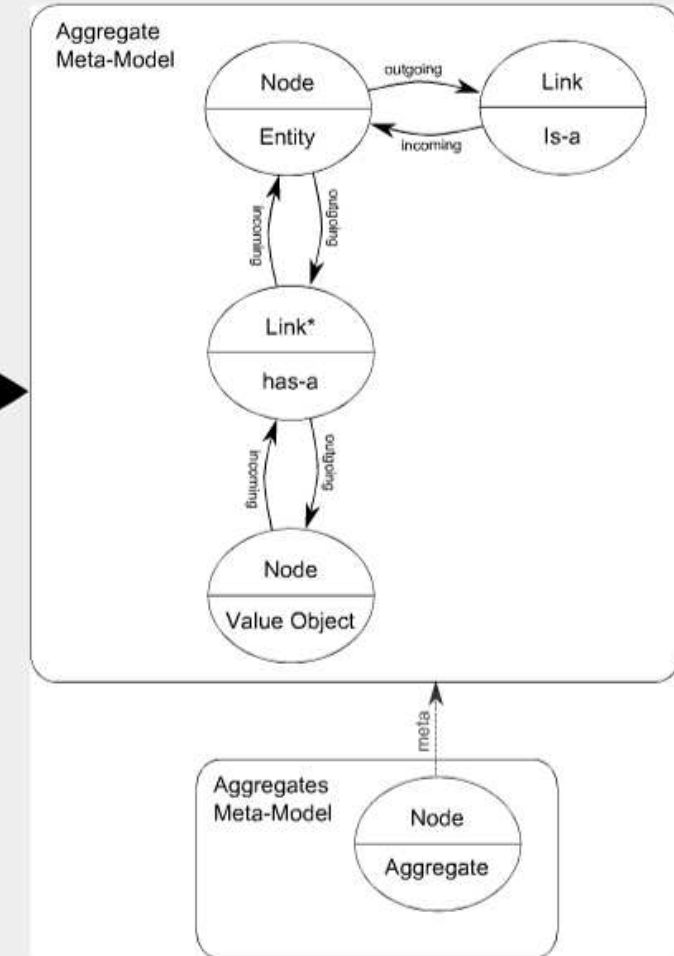 Aggregate
Meta-Model
Node
Entity
outgoing
incoming
Link
Is-a
incoming
outgoing
Link*
has-a
incoming
outgoing
Node
Value Object
meta
Aggregates
Meta-Model
Node
Aggregate